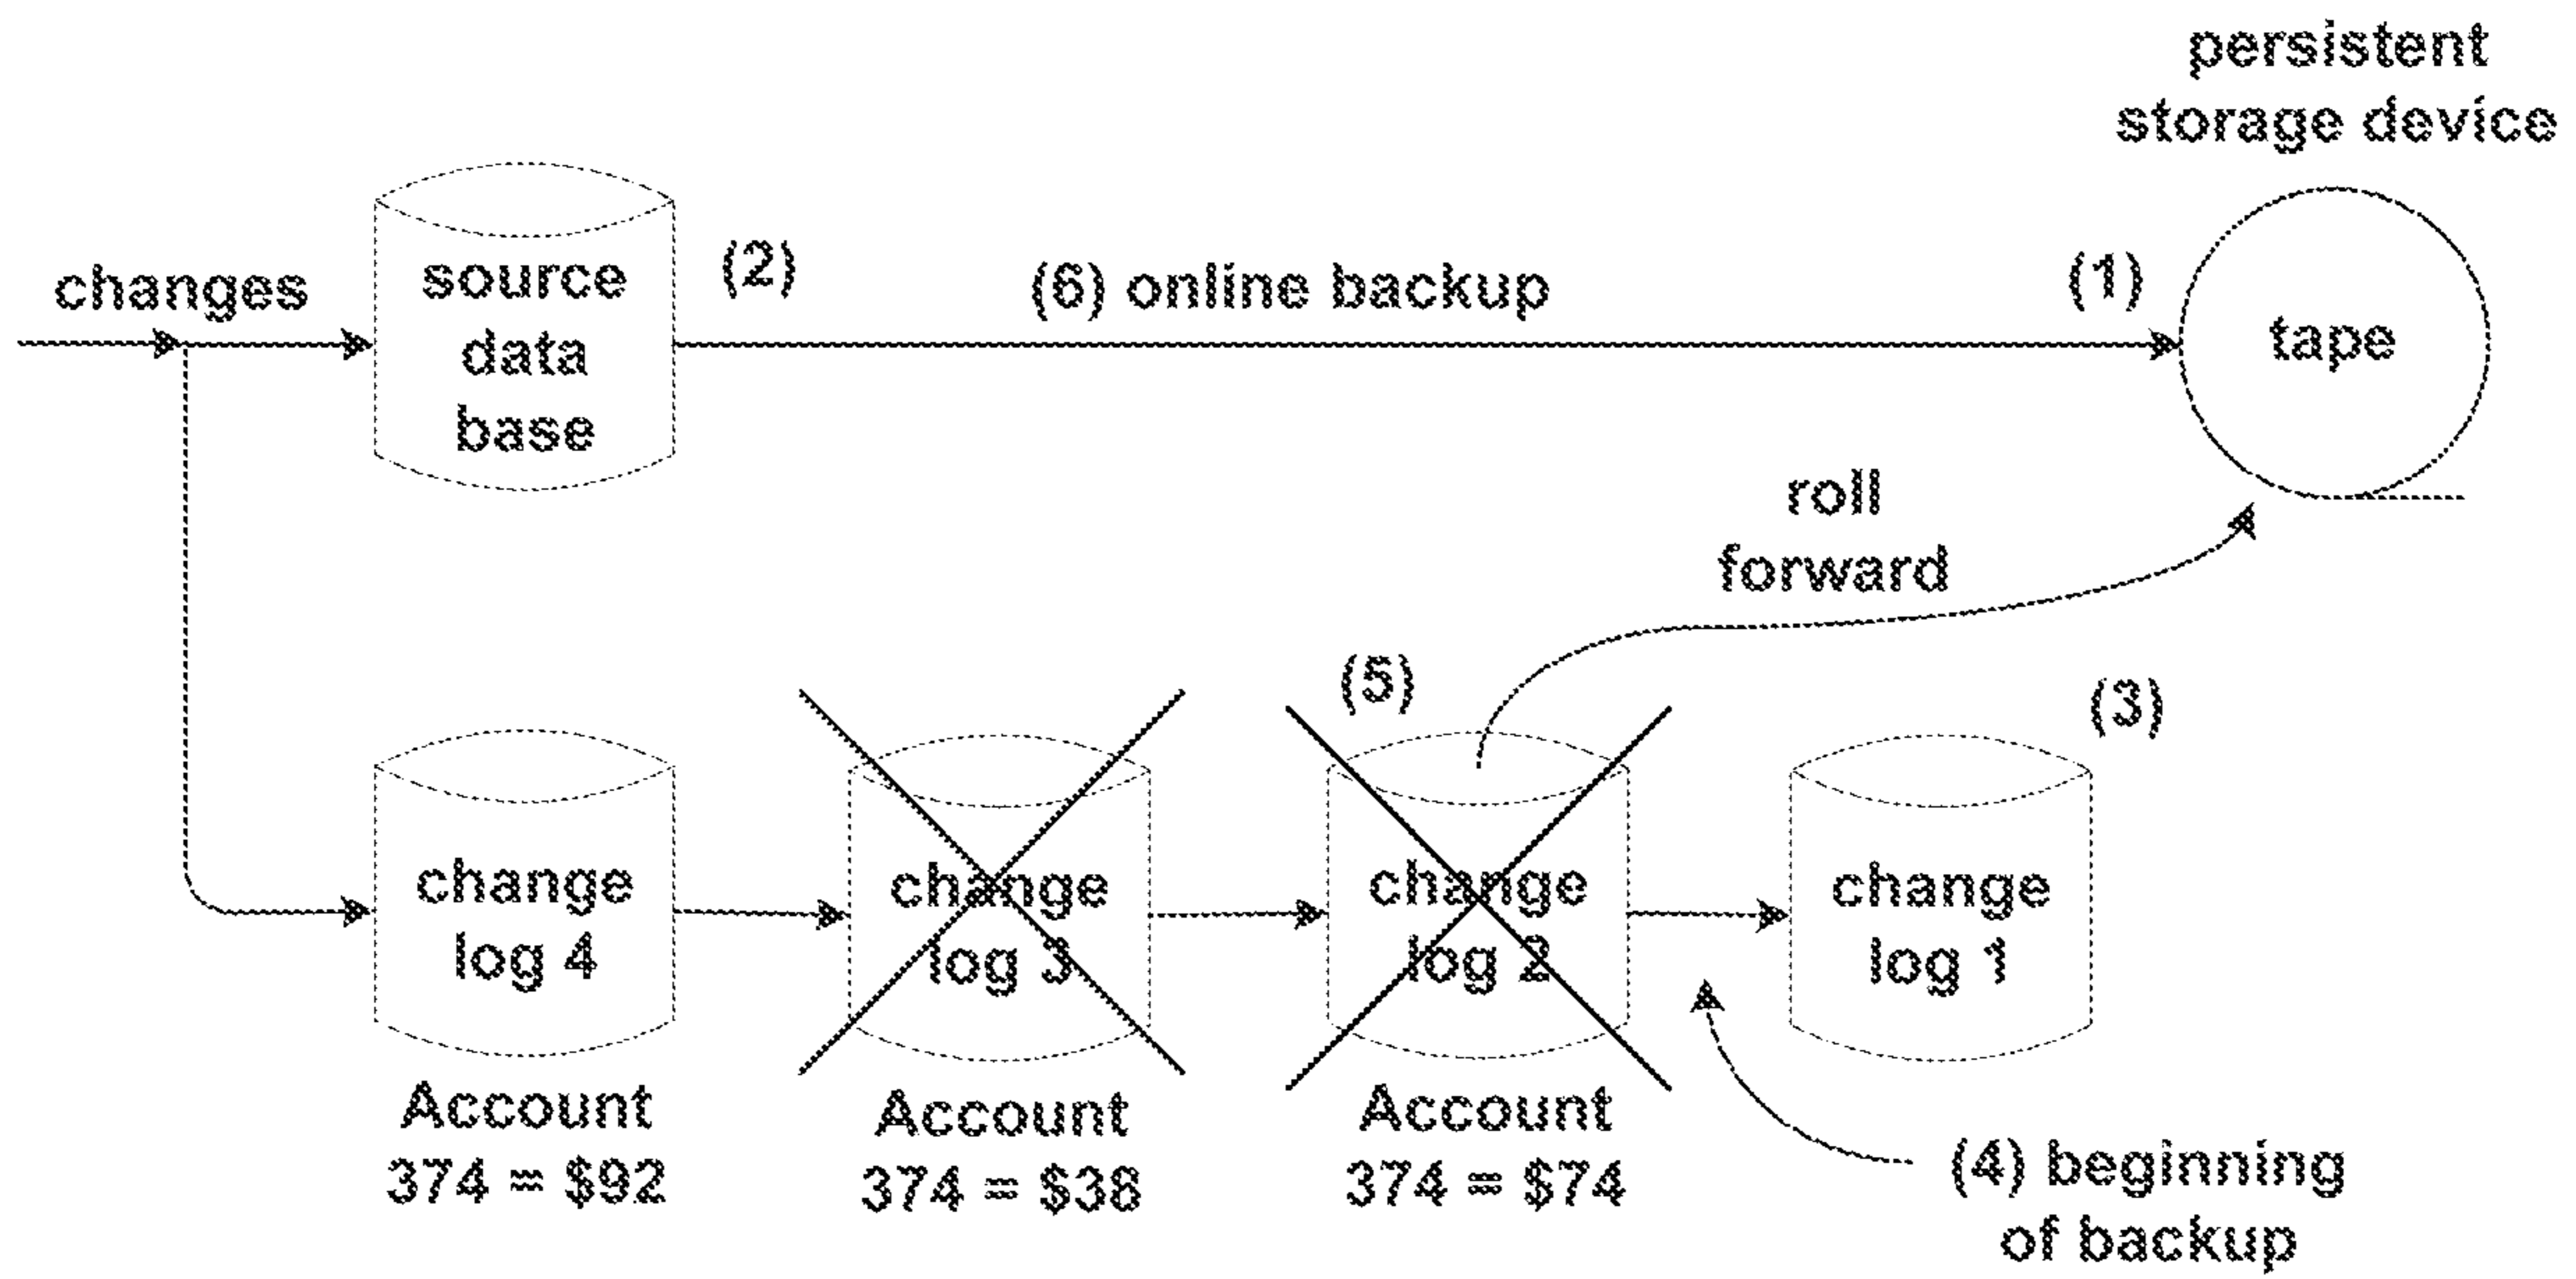 persistent
storage device
changes
source
data
base
(2)
(6) online backup
(1)
tape
roll
forward
(5)
(3)
change
log 4
change
log 3
change
log 2
change
log 1
Account
374 = $92
Account
374 = $38
Account
374 = $74
(4) beginning
of backup